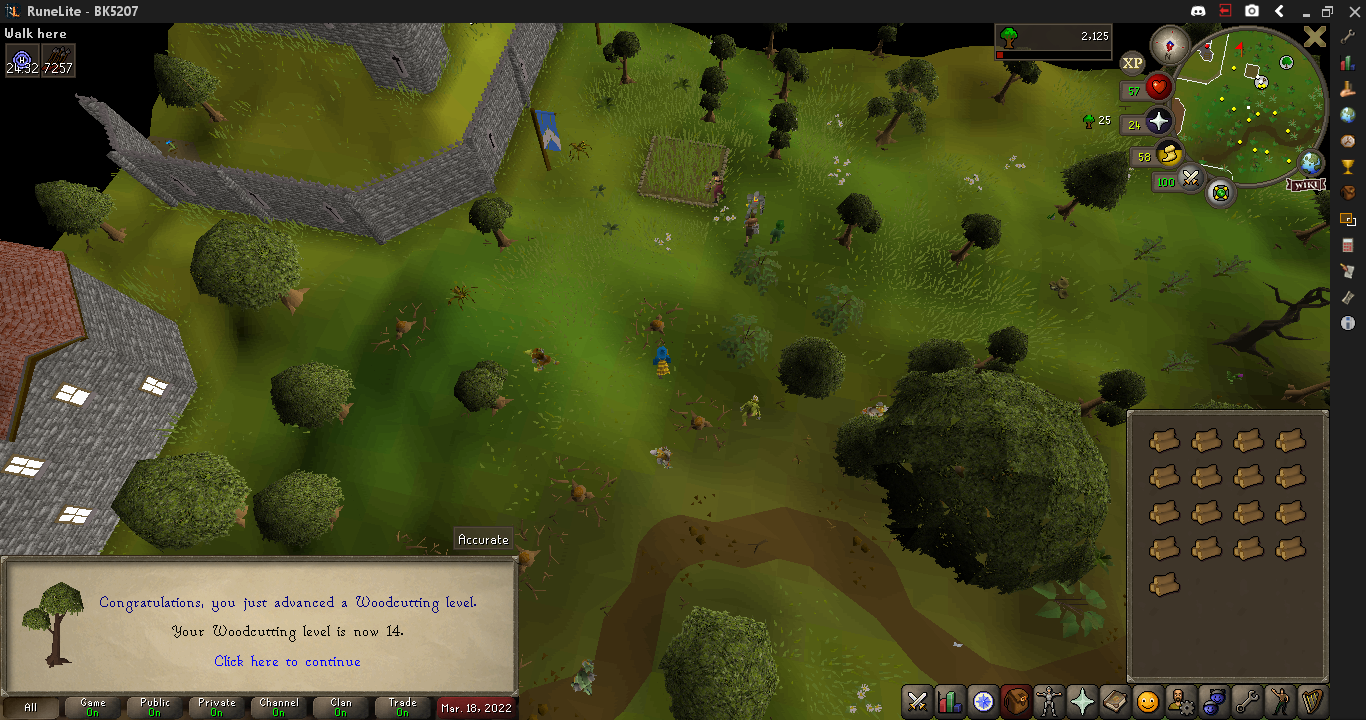 RuneLite - BK5207
Walk here
24:32
7257
2,125
XP
57
25
24
58
100
WIKI
Accurate
Congratulations, you just advanced a Woodcutting level.
Your Woodcutting level is now 14.
Click here to continue
All
Game
On
Public
On
Private
On
Channel
On
Clan
On
Trade
On
Mar. 18, 2022